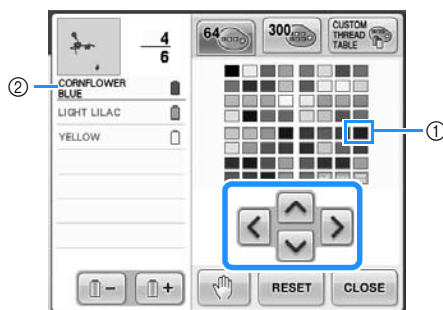 4
6
64
300
CUSTOM
THREAD
TABLE
②
CORNFLOWER
BLUE
LIGHT LILAC
YELLOW
①
−
+
RESET
CLOSE